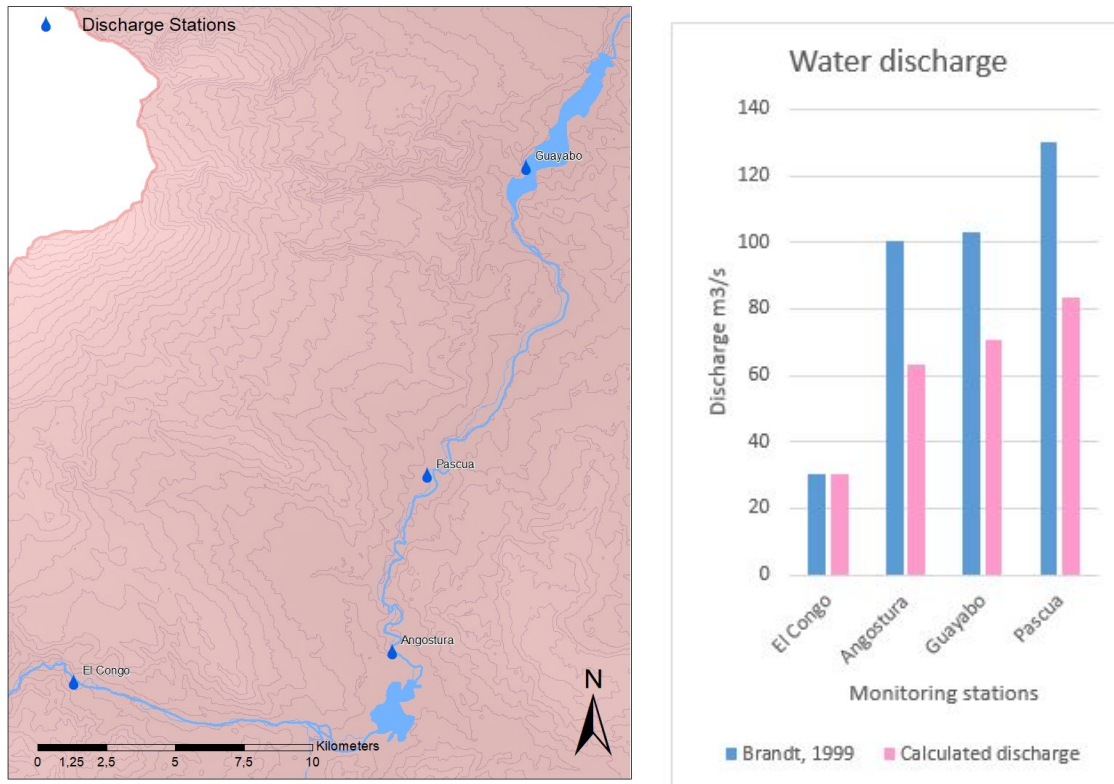 Discharge Stations
Guayabo
Pascua
Angostura
El Congo
N
Kilometers
0 1,25 2,5 5 7,5 10
Water discharge
140
120
100
80
60
40
20
0
Discharge m3/s
El Congo
Angostura
Guayabo
Pascua
Monitoring stations
Brandt, 1999
Calculated discharge